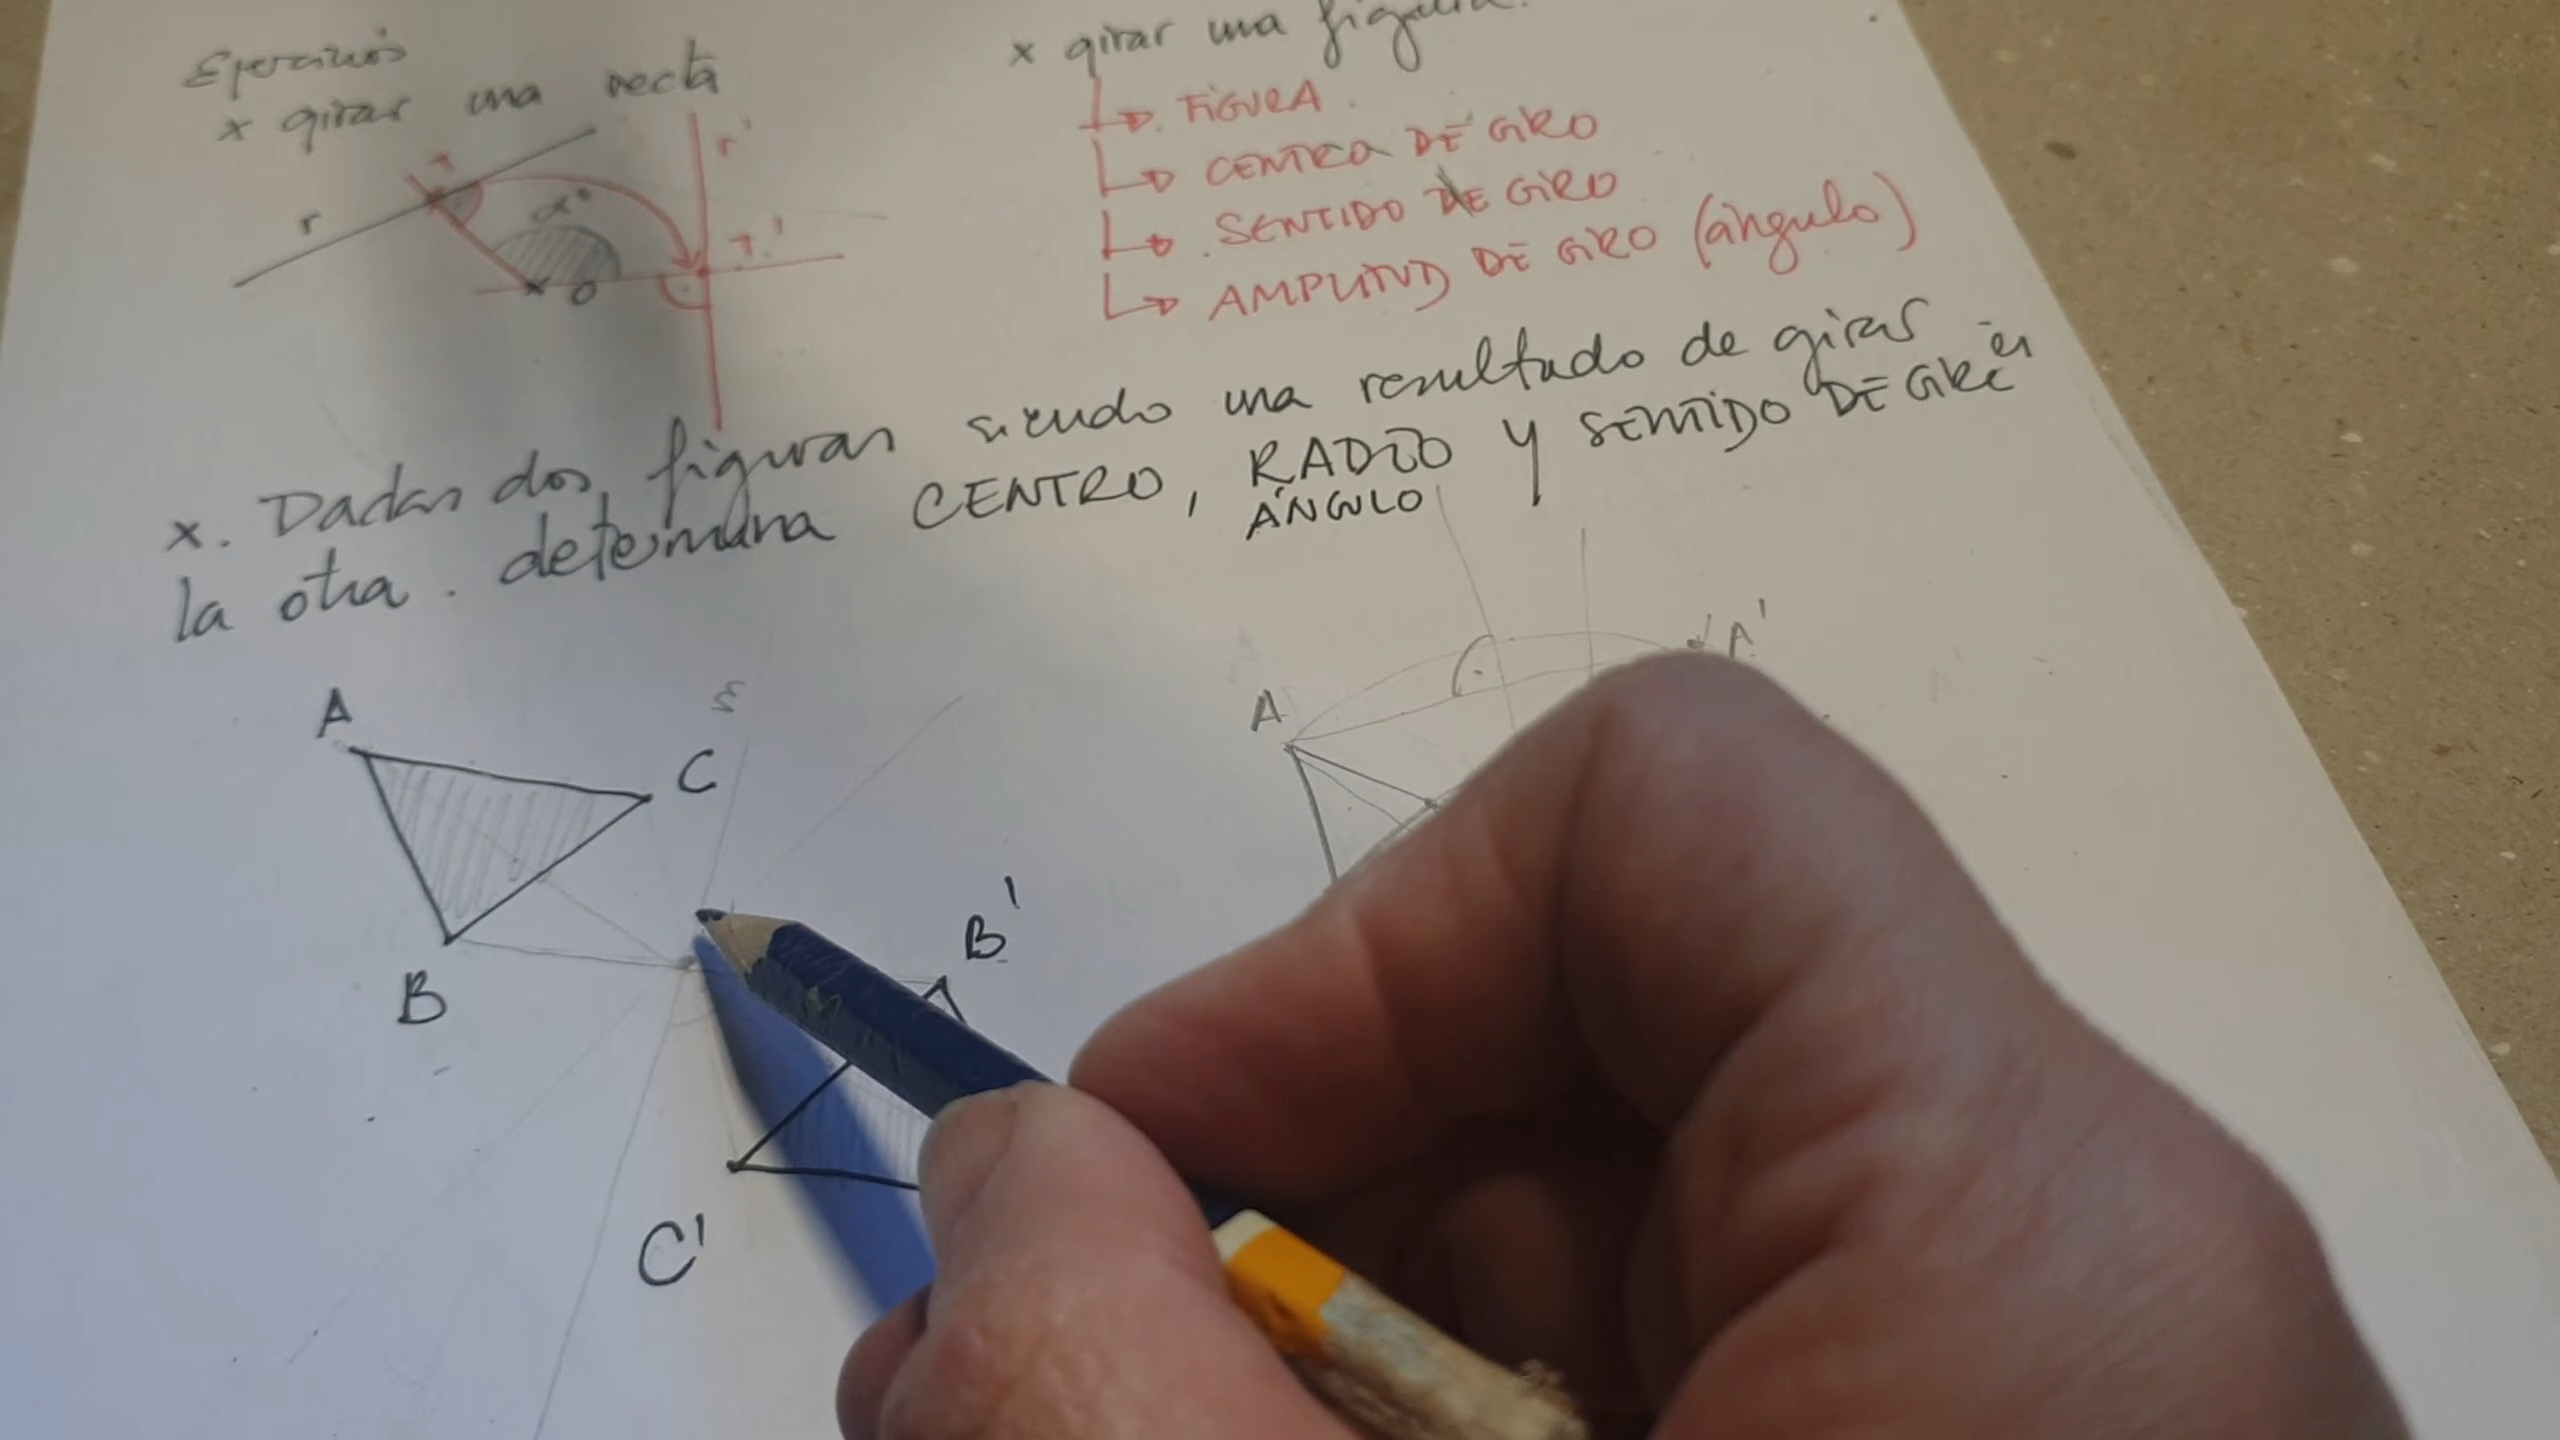 Ejercicios
x girar una recta
r
T
α°
O
r'
T'
x girar una figura.
FIGURA
CENTRO DE GIRO
SENTIDO DE GIRO
AMPLITUD DE GIRO (ángulo)
x. Dadas dos figuras siendo una resultado de girar
la otra. determina CENTRO, RADIO Y SENTIDO DE
ÁNGULO
A
C
B
B'
C'
A
A'